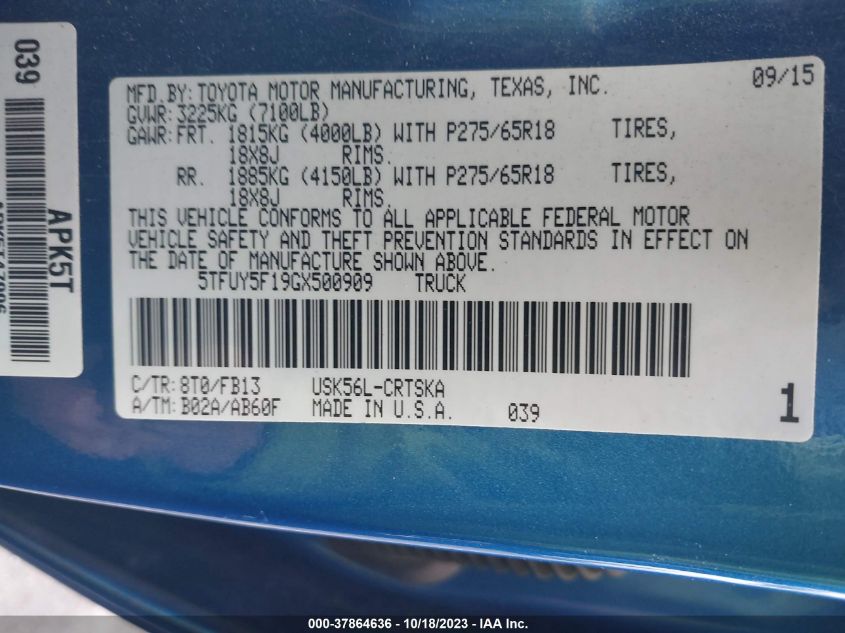 039
APK5T
MFD.BY:TOYOTA MOTOR MANUFACTURING, TEXAS, INC. 09/15
GVWR:3225KG (7100LB)
GAWR:FRT. 1815KG (4000LB) WITH P275/65R18 TIRES,
18X8J RIMS.
RR. 1885KG (4150LB) WITH P275/65R18 TIRES,
18X8J RIMS.
THIS VEHICLE CONFORMS TO ALL APPLICABLE FEDERAL MOTOR
VEHICLE SAFETY AND THEFT PREVENTION STANDARDS IN EFFECT ON
THE DATE OF MANUFACTURE SHOWN ABOVE.
5TFUY5F19GX500909 TRUCK
C/TR:8T0/FB13 USK56L-CRTSKA
A/TM:B02A/AB60F MADE IN U.S.A. 039 1
000-37864636 - 10/18/2023 - IAA Inc.